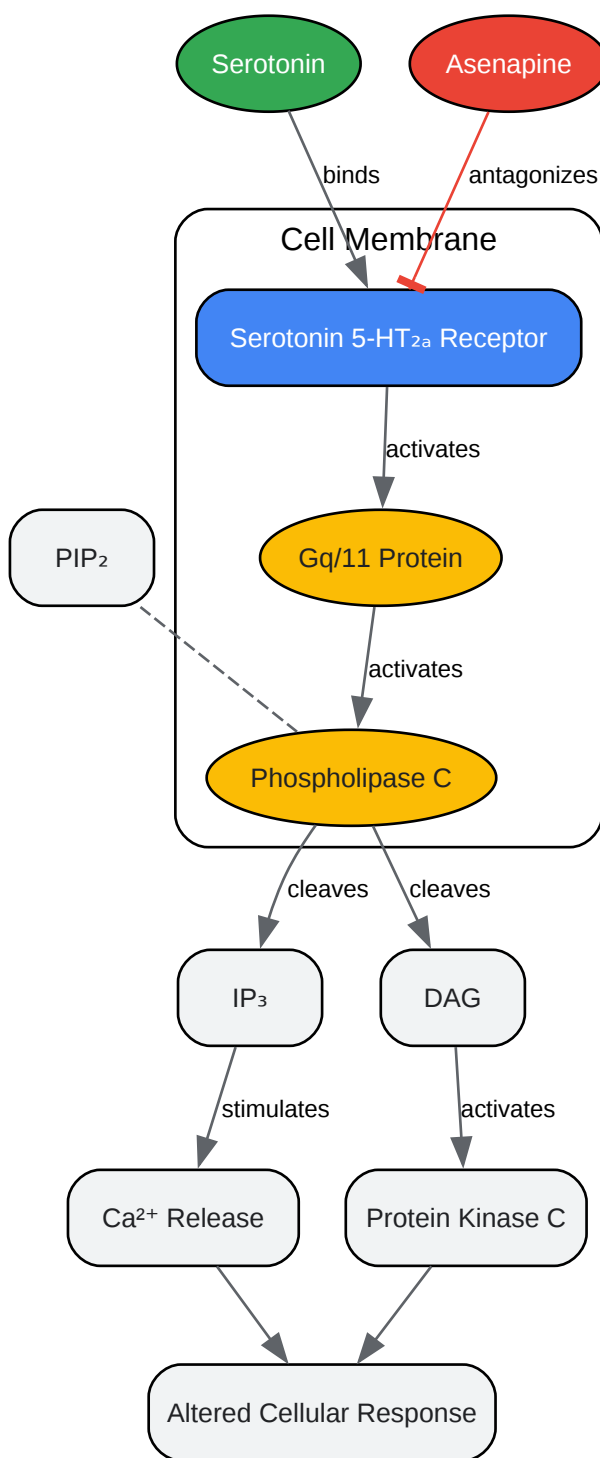 Serotonin
Asenapine
binds
antagonizes
Cell Membrane
Serotonin 5-HT₂ₐ Receptor
activates
PIP₂
Gq/11 Protein
activates
Phospholipase C
cleaves
cleaves
IP₃
DAG
stimulates
activates
Ca²⁺ Release
Protein Kinase C
Altered Cellular Response